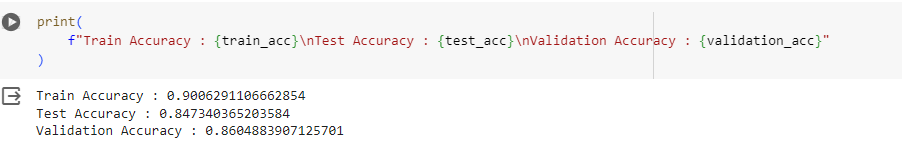 print(
f"Train Accuracy : {train_acc}\nTest Accuracy : {test_acc}\nValidation Accuracy : {validation_acc}"
)
Train Accuracy : 0.9006291106662854
Test Accuracy : 0.847340365203584
Validation Accuracy : 0.8604883907125701